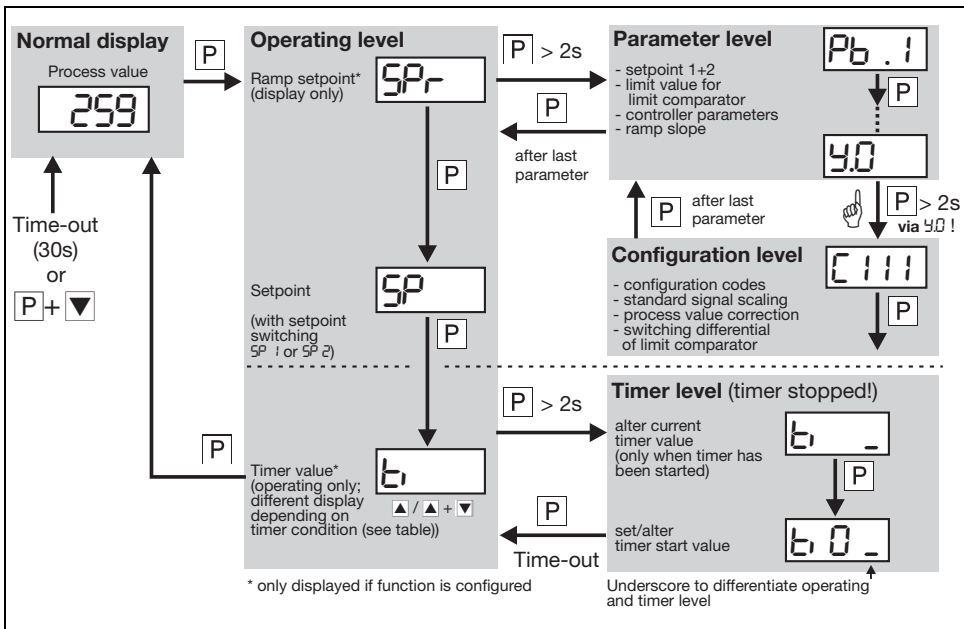 Normal display
Process value
259
Time-out
(30s)
or
P + ▼
P
P
Operating level
Ramp setpoint*
(display only)
SPr
P
Setpoint
(with setpoint
switching
SP 1 or SP 2)
SP
P
Timer value*
(operating only;
different display
depending on
timer condition (see table))
ti
▲ / ▲ + ▼
* only displayed if function is configured
P > 2s
P
after last
parameter
Parameter level
- setpoint 1+2
- limit value for
limit comparator
- controller parameters
- ramp slope
Pb .1
P
y.0
P after last
parameter
P > 2s
via y.0 !
Configuration level
- configuration codes
- standard signal scaling
- process value correction
- switching differential
of limit comparator
C111
P
P > 2s
P
Time-out
Timer level (timer stopped!)
alter current
timer value
(only when timer has
been started)
ti _
P
set/alter
timer start value
ti 0 _
Underscore to differentiate operating
and timer level